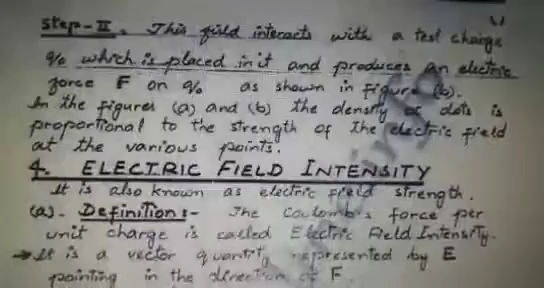 Step-II. This field interacts with a test charge
q₀ which is placed in it and produces an electric
force F on q₀ as shown in figure (b).
In the figures (a) and (b) the density of dots is
proportional to the strength of the electric field
at the various points.
4. ELECTRIC FIELD INTENSITY
It is also known as electric field strength.
(a)- Definition:- The Coulomb's force per
unit charge is called Electric Field Intensity.
→ It is a vector quantity represented by E
pointing in the direction of F.